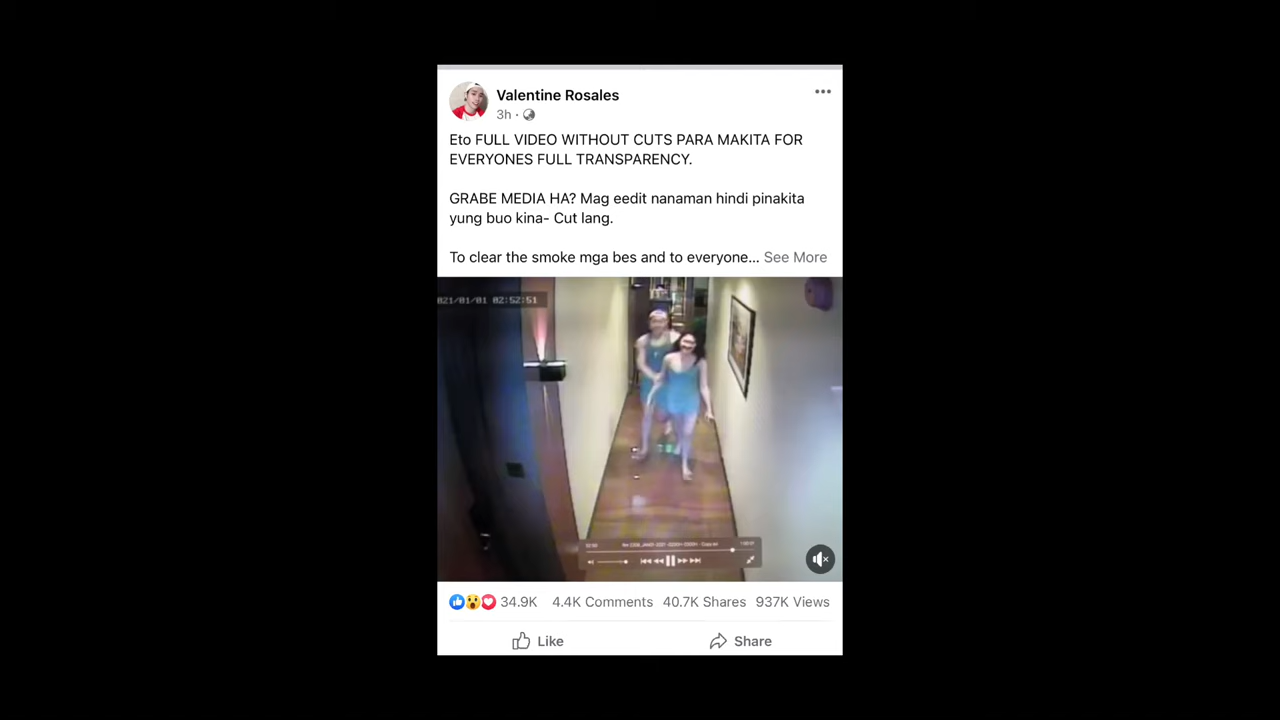 Valentine Rosales
3h ·
Eto FULL VIDEO WITHOUT CUTS PARA MAKITA FOR
EVERYONES FULL TRANSPARENCY.
GRABE MEDIA HA? Mag eedit nanaman hindi pinakita
yung buo kina- Cut lang.
To clear the smoke mga bes and to everyone... See More
021/01/01 02:52:51
34.9K 4.4K Comments 40.7K Shares 937K Views
Like Share